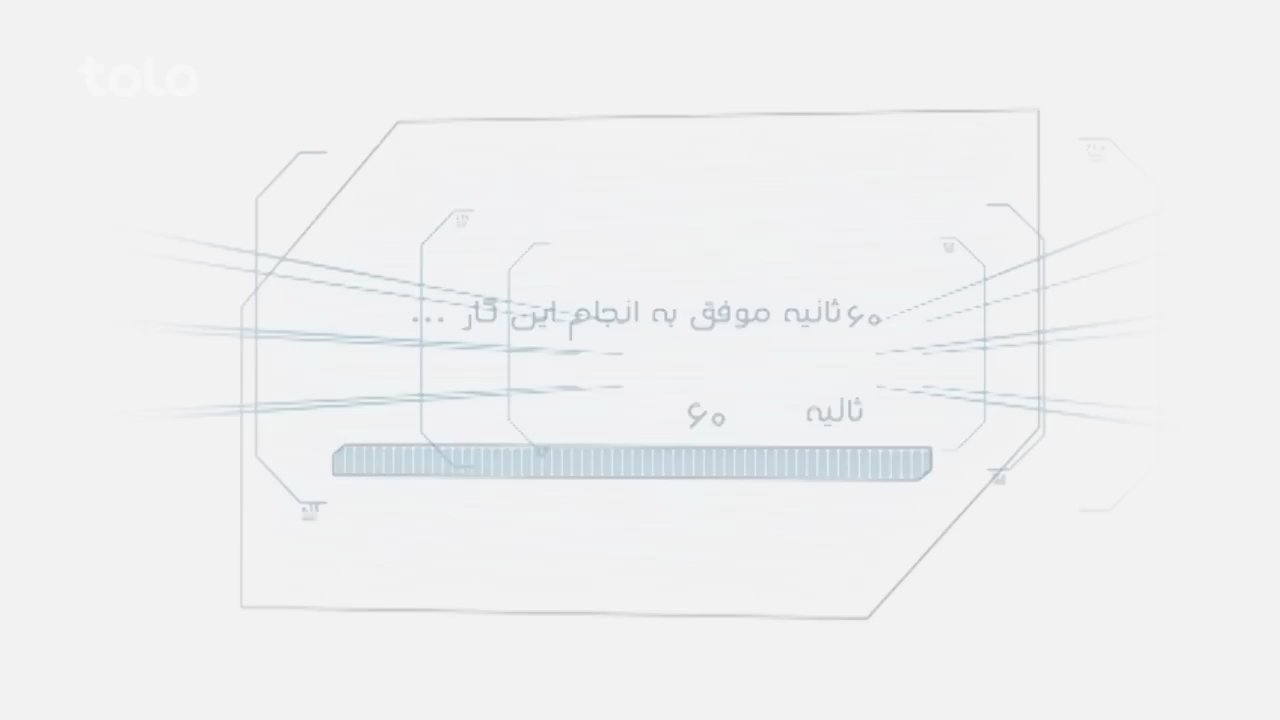 tolo
۶۰ثانیه موفق به انجام این کار ...
ثانیه ۶۰